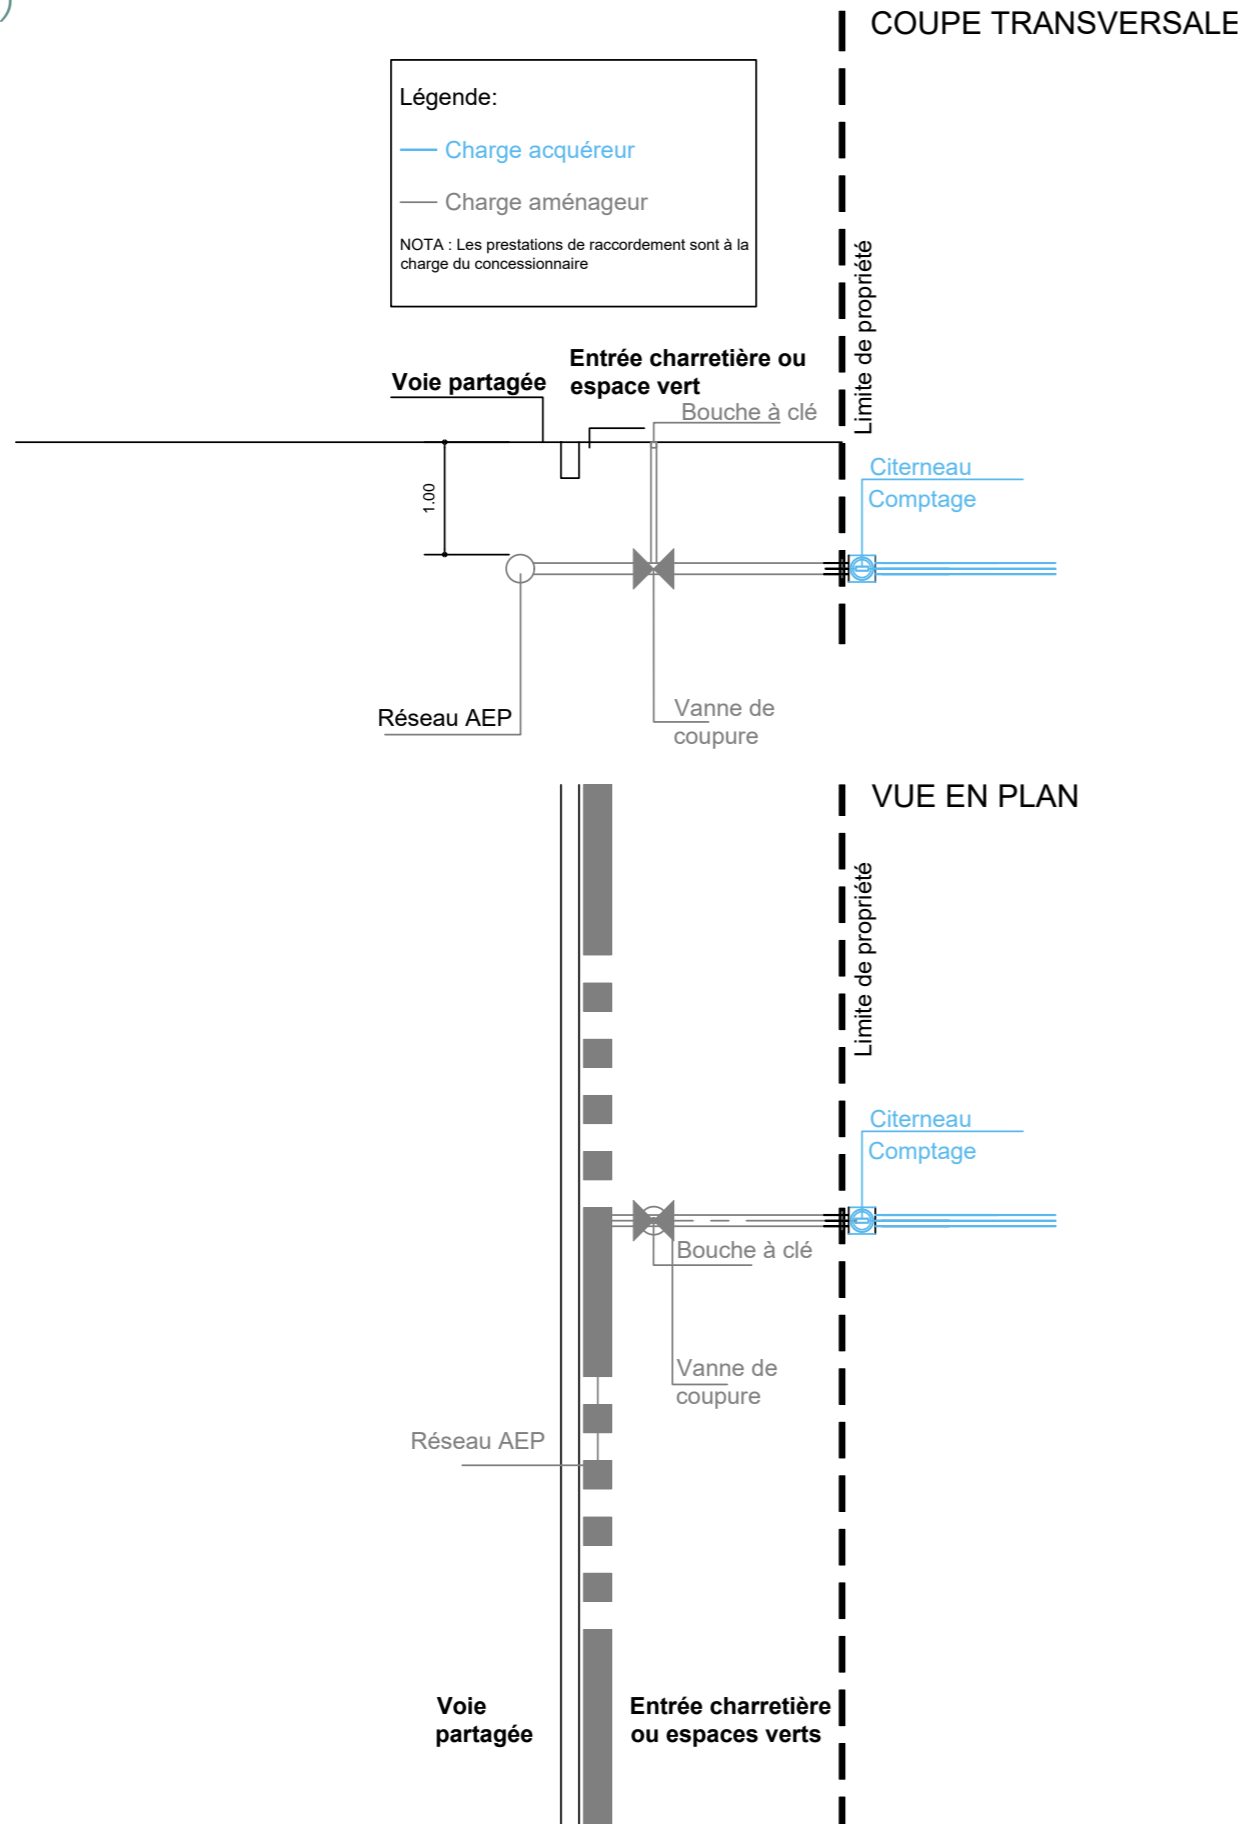 )
COUPE TRANSVERSALE
Légende:
Charge acquéreur
Charge aménageur
NOTA : Les prestations de raccordement sont à la
charge du concessionnaire
Limite de propriété
Voie partagée
Entrée charretière ou
espace vert
Bouche à clé
Citerneau
Comptage
1.00
Réseau AEP
Vanne de
coupure
VUE EN PLAN
Limite de propriété
Citerneau
Comptage
Bouche à clé
Vanne de
coupure
Réseau AEP
Voie
partagée
Entrée charretière
ou espaces verts